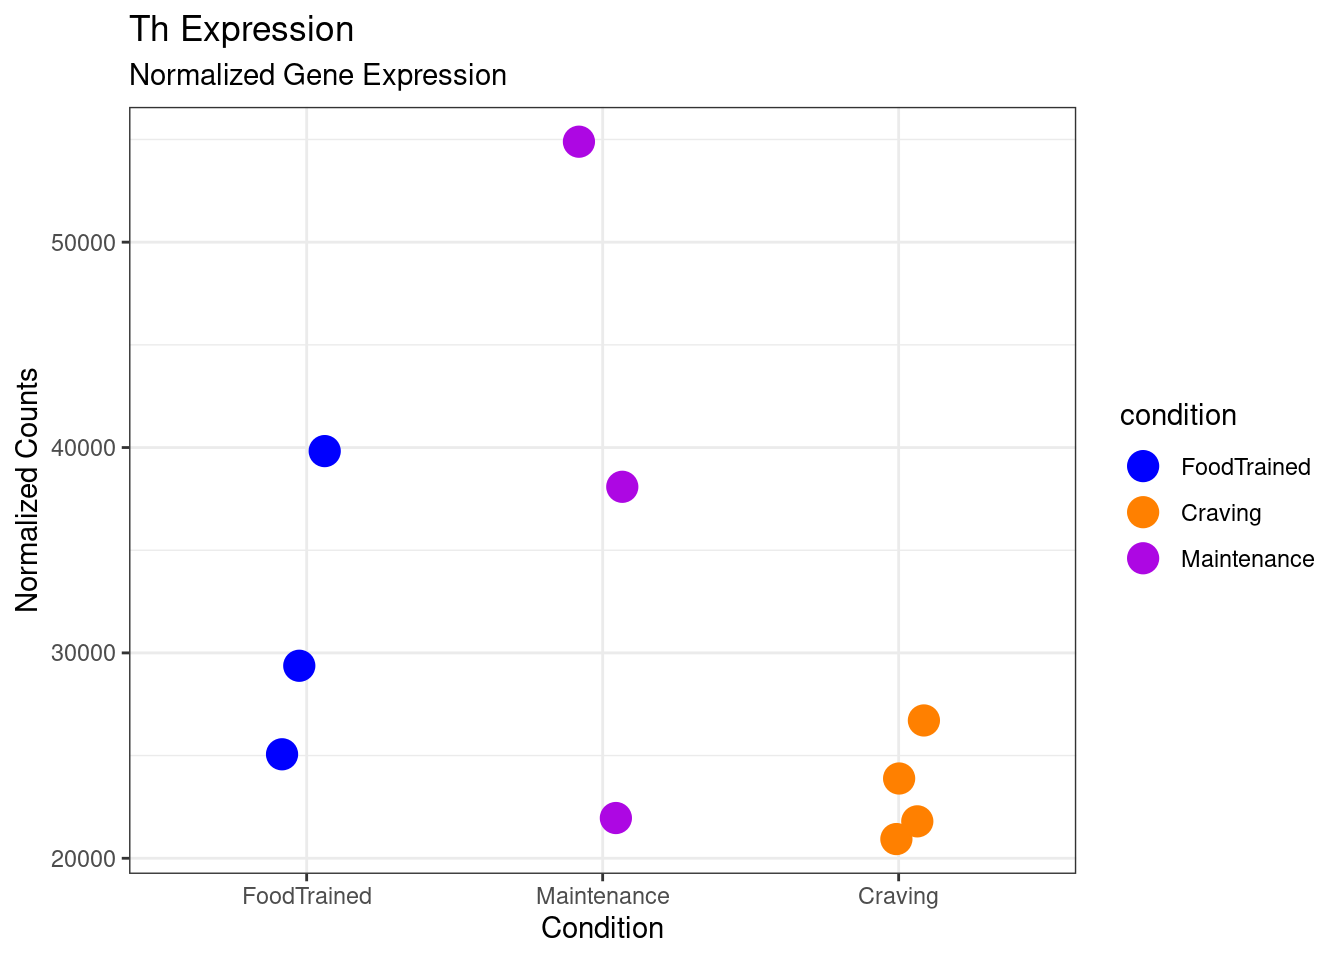 Th Expression
Normalized Gene Expression
Normalized Counts
50000
40000
30000
20000
FoodTrained
Maintenance
Craving
Condition
condition
FoodTrained
Craving
Maintenance